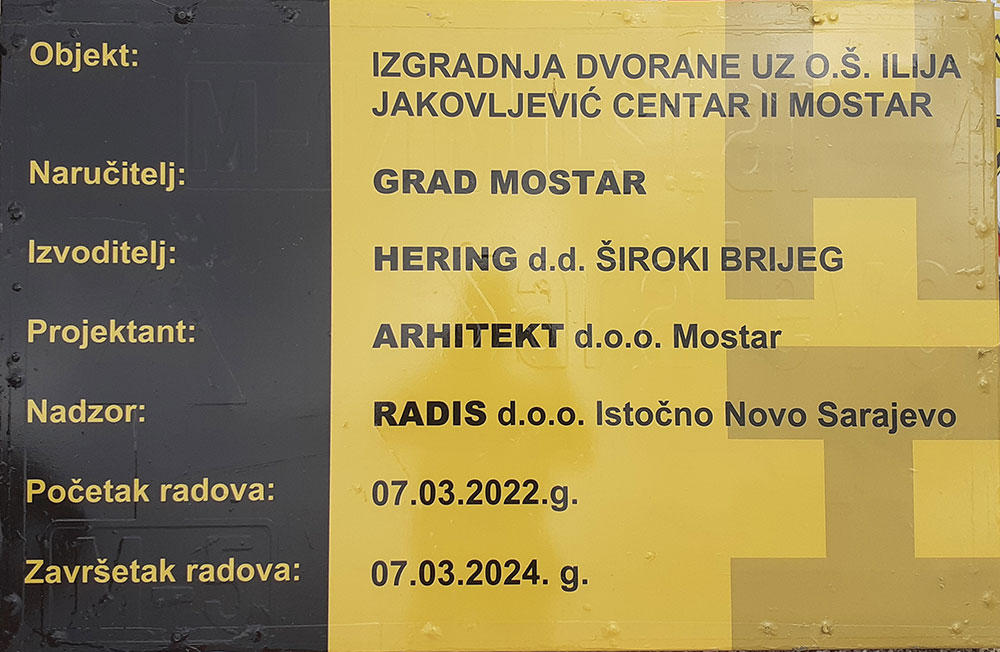 Objekt: IZGRADNJA DVORANE UZ O.Š. ILIJA
JAKOVLJEVIĆ CENTAR II MOSTAR
Naručitelj: GRAD MOSTAR
Izvoditelj: HERING d.d. ŠIROKI BRIJEG
Projektant: ARHITEKT d.o.o. Mostar
Nadzor: RADIS d.o.o. Istočno Novo Sarajevo
Početak radova: 07.03.2022.g.
Završetak radova: 07.03.2024. g.